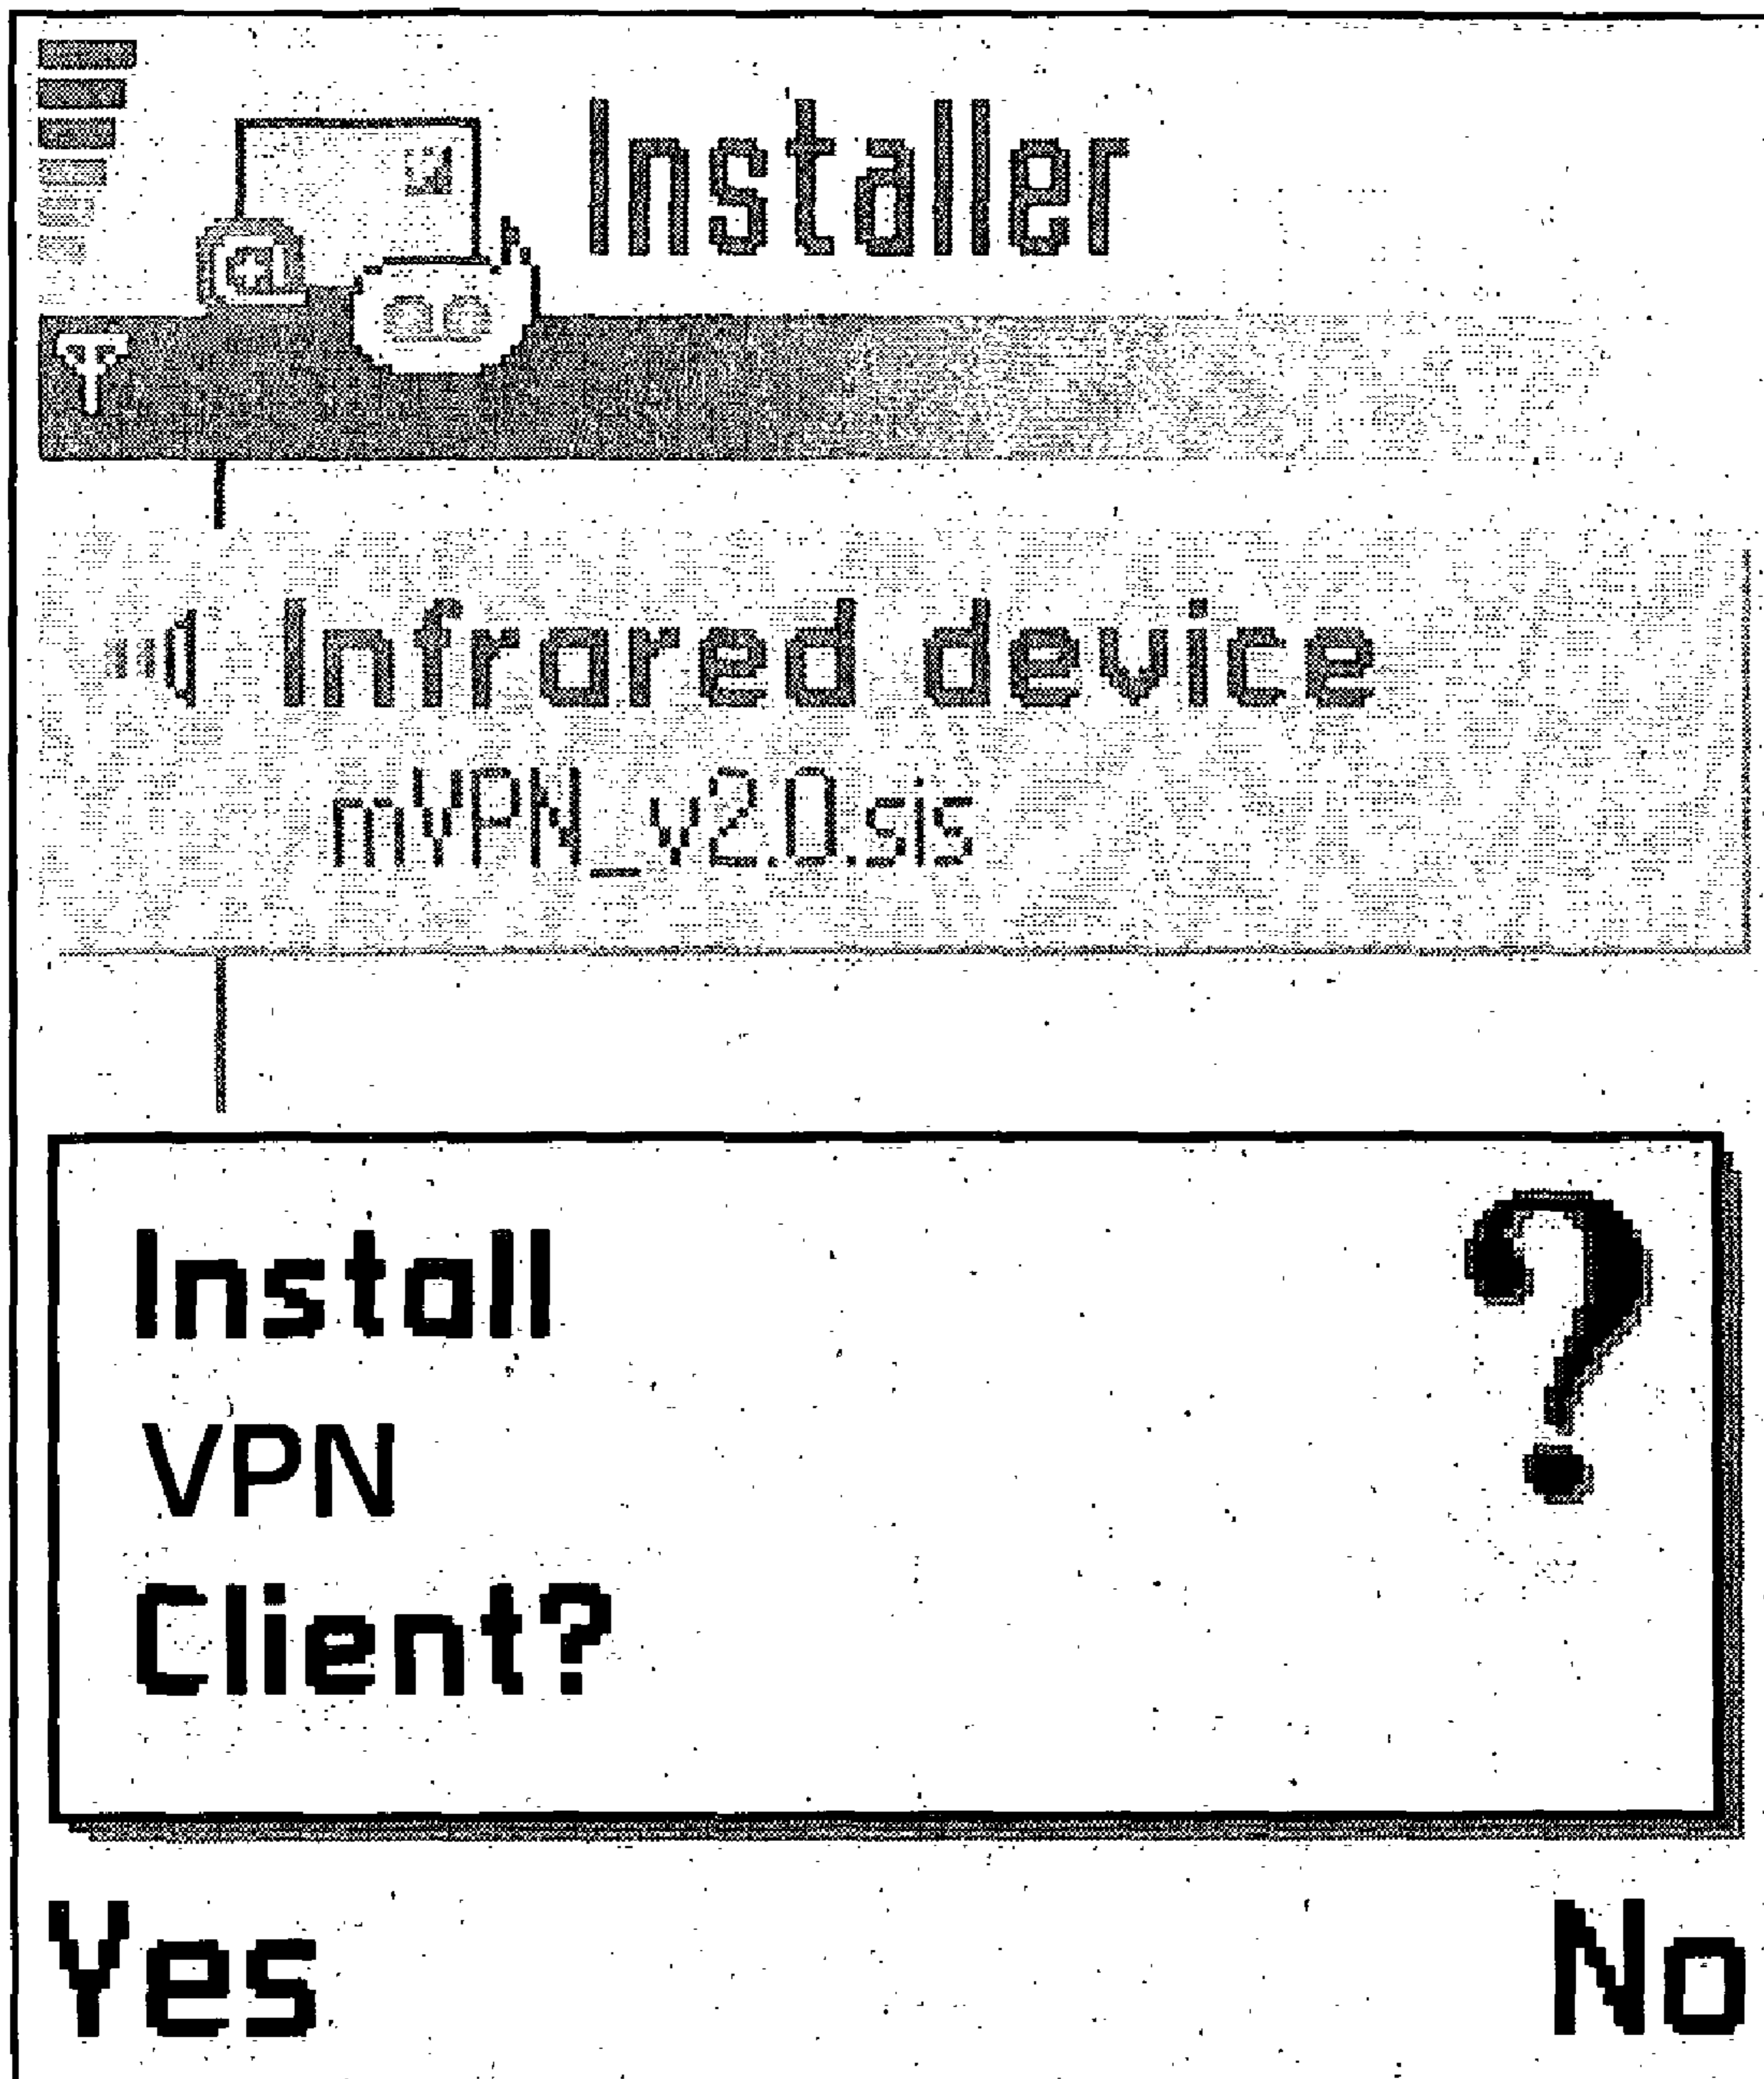 Installer
Infrared device
mVPN_v2.0.sis
Install
VPN
Client?
Yes
No